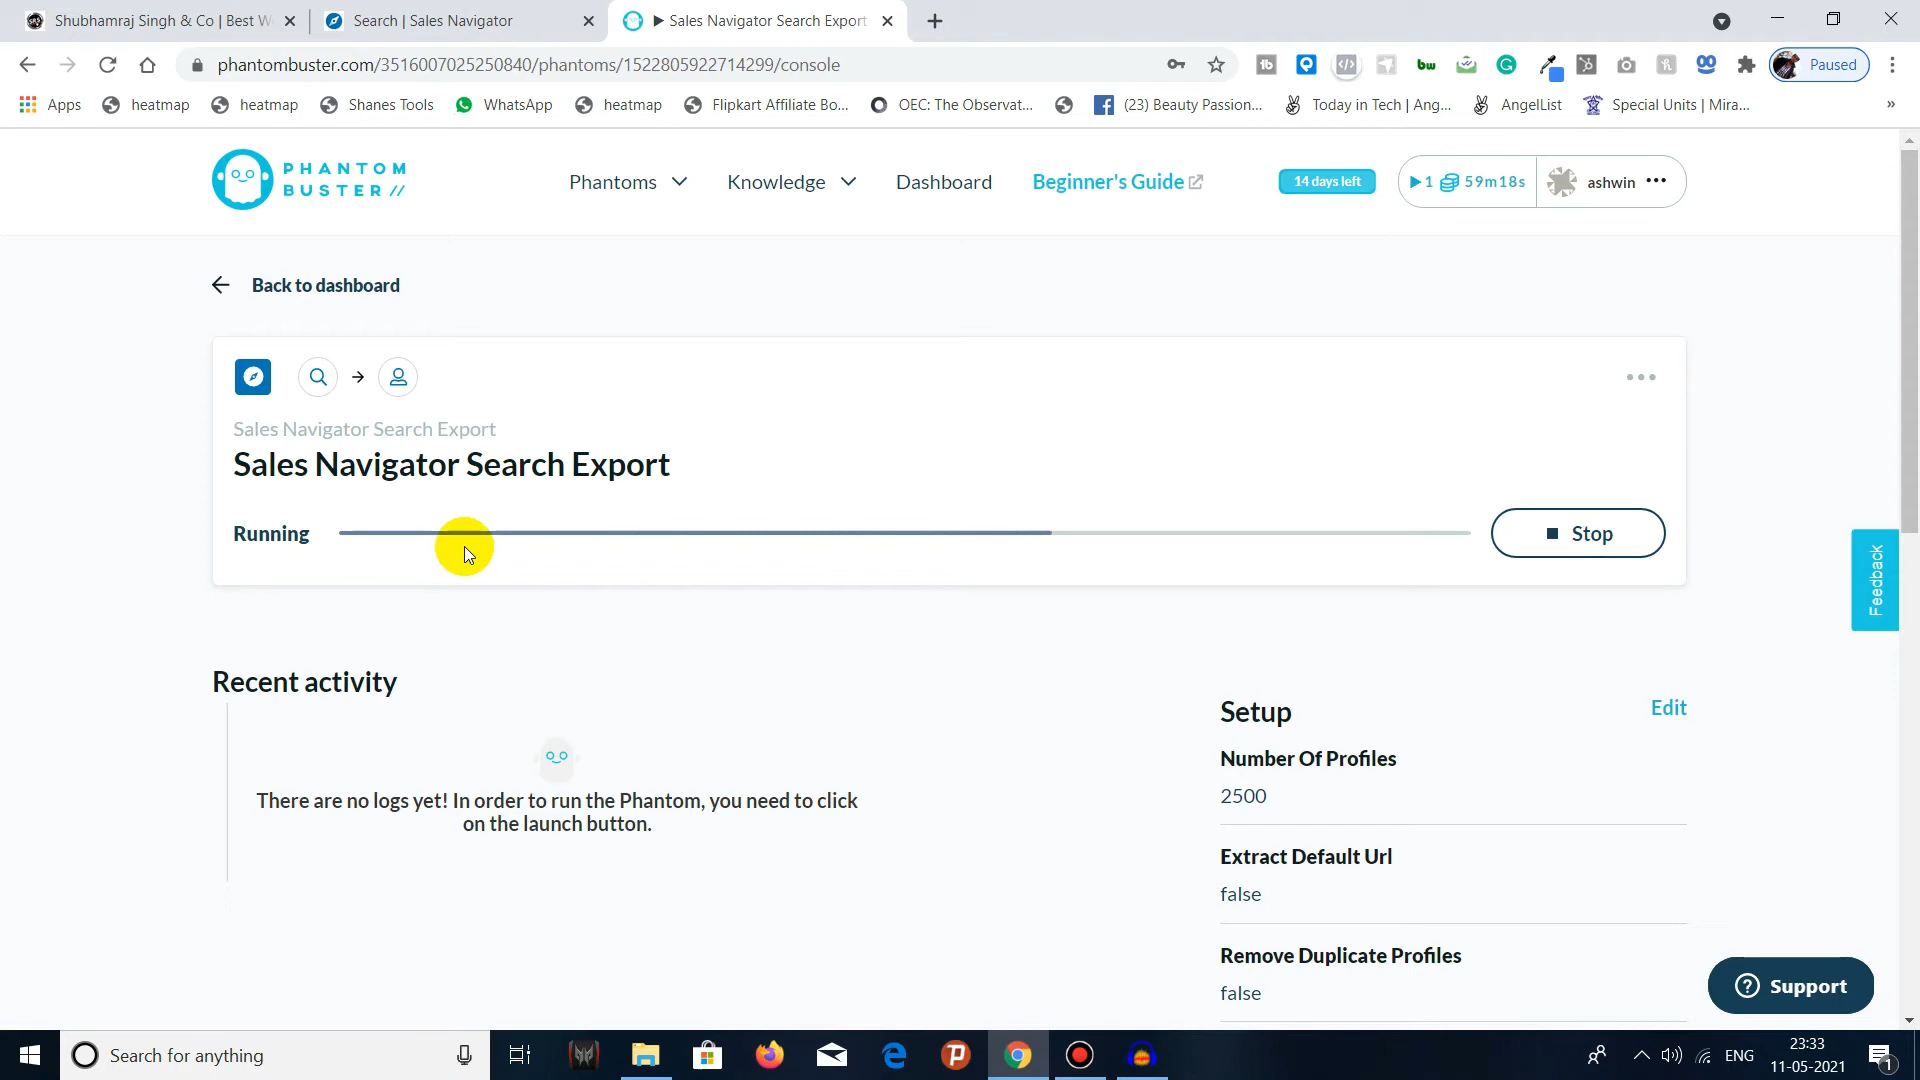 Shubhamraj Singh & Co | Best W
Search | Sales Navigator
▶ Sales Navigator Search Export
phantombuster.com/3516007025250840/phantoms/1522805922714299/console
Paused
Apps
heatmap
heatmap
Shanes Tools
WhatsApp
heatmap
Flipkart Affiliate Bo...
OEC: The Observat...
(23) Beauty Passion...
Today in Tech | Ang...
AngelList
Special Units | Mira...
PHANTOM
BUSTER //
Phantoms
Knowledge
Dashboard
Beginner's Guide
14 days left
1
59m18s
ashwin
Back to dashboard
Sales Navigator Search Export
Sales Navigator Search Export
Running
Stop
Feedback
Recent activity
There are no logs yet! In order to run the Phantom, you need to click
on the launch button.
Setup
Edit
Number Of Profiles
2500
Extract Default Url
false
Remove Duplicate Profiles
false
Support
Search for anything
ENG
23:33
11-05-2021
1